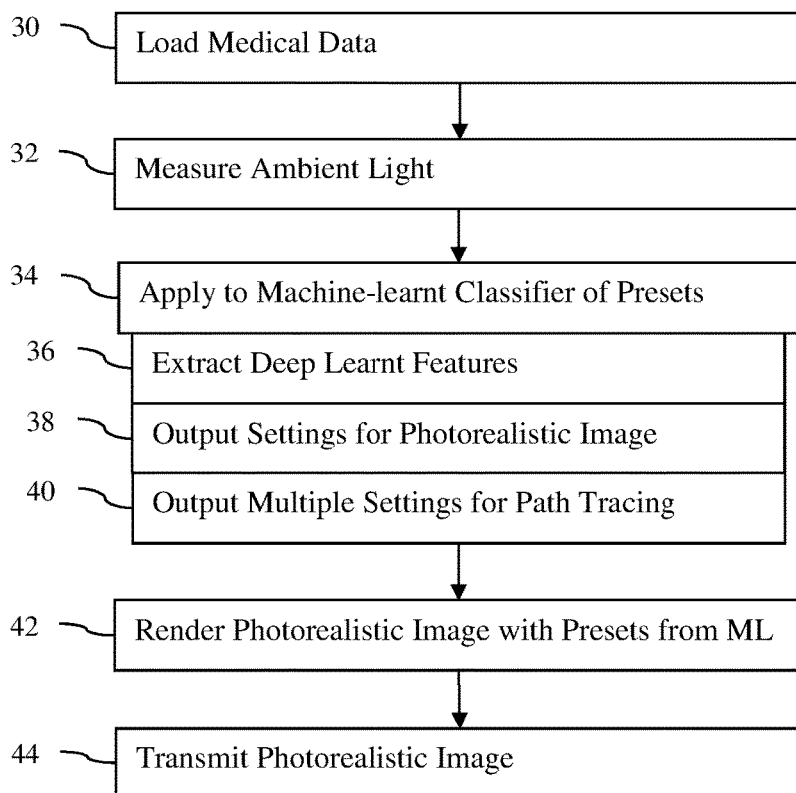 30 Load Medical Data
32 Measure Ambient Light
34 Apply to Machine-learnt Classifier of Presets
36 Extract Deep Learnt Features
38 Output Settings for Photorealistic Image
40 Output Multiple Settings for Path Tracing
42 Render Photorealistic Image with Presets from ML
44 Transmit Photorealistic Image